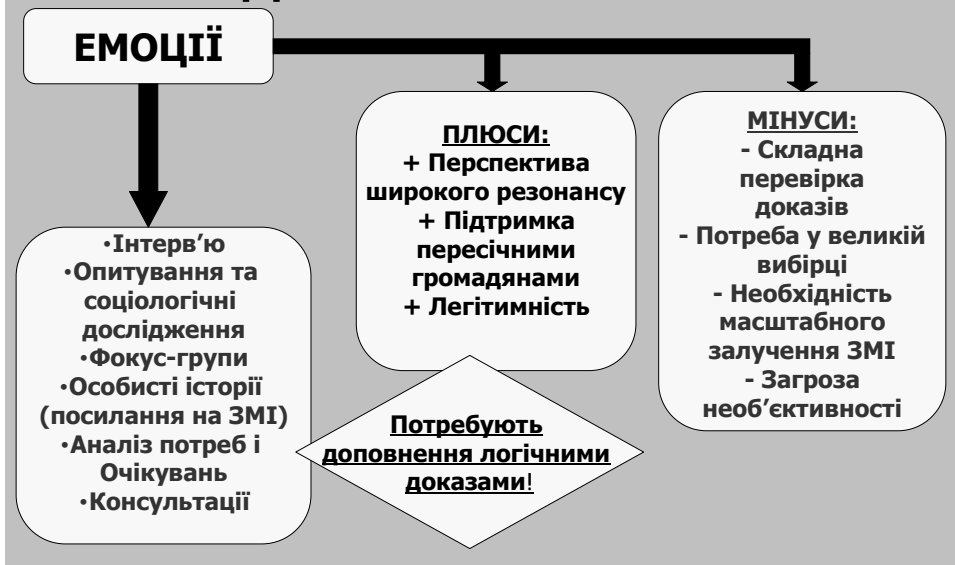 ЕМОЦІЇ
•Інтерв’ю
•Опитування та
соціологічні
дослідження
•Фокус-групи
•Особисті історії
(посилання на ЗМІ)
•Аналіз потреб і
Очікувань
•Консультації
ПЛЮСИ:
+ Перспектива
широкого резонансу
+ Підтримка
пересічними
громадянами
+ Легітимність
Потребують
доповнення логічними
доказами!
МІНУСИ:
- Складна
перевірка
доказів
- Потреба у великій
вибірці
- Необхідність
масштабного
залучення ЗМІ
- Загроза
необ’єктивності